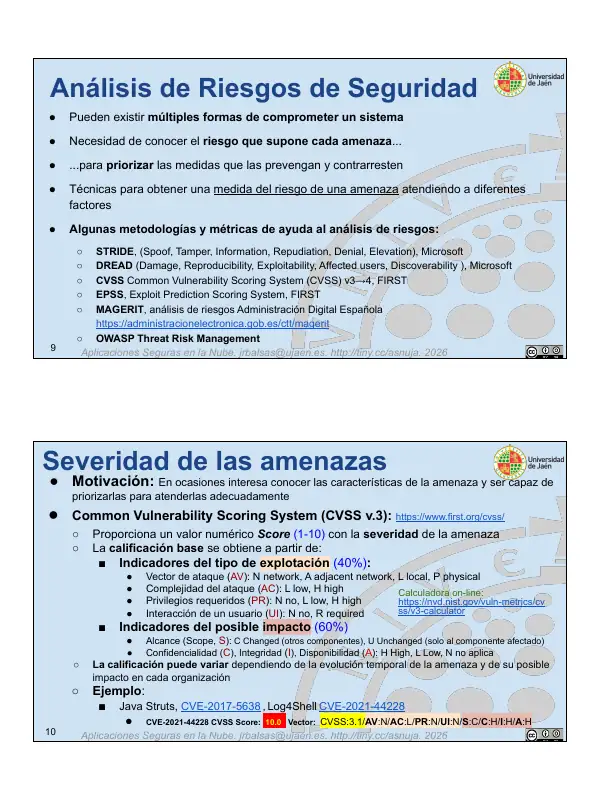 Análisis de Riesgos de Seguridad
Universidad
de Jaén
● Pueden existir múltiples formas de comprometer un sistema
● Necesidad de conocer el riesgo que supone cada amenaza...
● ...para priorizar las medidas que las prevengan y contrarresten
● Técnicas para obtener una medida del riesgo de una amenaza atendiendo a diferentes
factores
● Algunas metodologías y métricas de ayuda al análisis de riesgos:
○ STRIDE, (Spoof, Tamper, Information, Repudiation, Denial, Elevation), Microsoft
○ DREAD (Damage, Reproducibility, Exploitability, Affected users, Discoverability ), Microsoft
○ CVSS Common Vulnerability Scoring System (CVSS) v3→4, FIRST
○ EPSS, Exploit Prediction Scoring System, FIRST
○ MAGERIT, análisis de riesgos Administración Digital Española
https://administracionelectronica.gob.es/ctt/magerit
○ OWASP Threat Risk Management
9
Aplicaciones Seguras en la Nube. jrbalsas@ujaen.es. http://tiny.cc/asnuja. 2026
Severidad de las amenazas
Universidad
de Jaén
● Motivación: En ocasiones interesa conocer las características de la amenaza y ser capaz de
priorizarlas para atenderlas adecuadamente
● Common Vulnerability Scoring System (CVSS v.3): https://www.first.org/cvss/
○ Proporciona un valor numérico Score (1-10) con la severidad de la amenaza
○ La calificación base se obtiene a partir de:
■ Indicadores del tipo de explotación (40%):
● Vector de ataque (AV): N network, A adjacent network, L local, P physical
● Complejidad del ataque (AC): L low, H high
● Privilegios requeridos (PR): N no, L low, H high
● Interacción de un usuario (UI): N no, R required
Calculadora on-line:
https://nvd.nist.gov/vuln-metrics/cv
ss/v3-calculator
■ Indicadores del posible impacto (60%)
● Alcance (Scope, S): C Changed (otros componentes), U Unchanged (solo al componente afectado)
● Confidencialidad (C), Integridad (I), Disponibilidad (A): H High, L Low, N no aplica
○ La calificación puede variar dependiendo de la evolución temporal de la amenaza y de su posible
impacto en cada organización
○ Ejemplo:
■ Java Struts, CVE-2017-5638 , Log4Shell CVE-2021-44228
● CVE-2021-44228 CVSS Score: 10.0 Vector: CVSS:3.1/AV:N/AC:L/PR:N/UI:N/S:C/C:H/I:H/A:H
10
Aplicaciones Seguras en la Nube. jrbalsas@ujaen.es. http://tiny.cc/asnuja. 2026